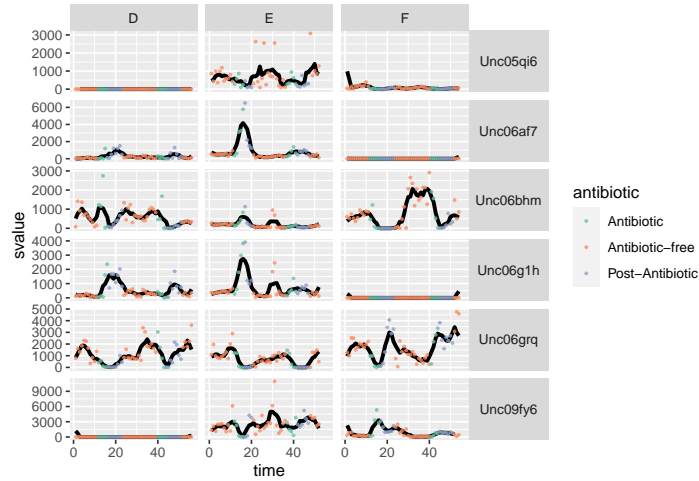 D E F
3000
2000
1000
0
Unc05qi6
6000
4000
2000
0
Unc06af7
3000
2000
1000
0
Unc06bhm
4000
3000
2000
1000
0
Unc06g1h
5000
4000
3000
2000
1000
0
Unc06grq
9000
6000
3000
0
Unc09fy6
0 20 40 0 20 40 0 20 40
time
svalue
antibiotic
Antibiotic
Antibiotic−free
Post−Antibiotic